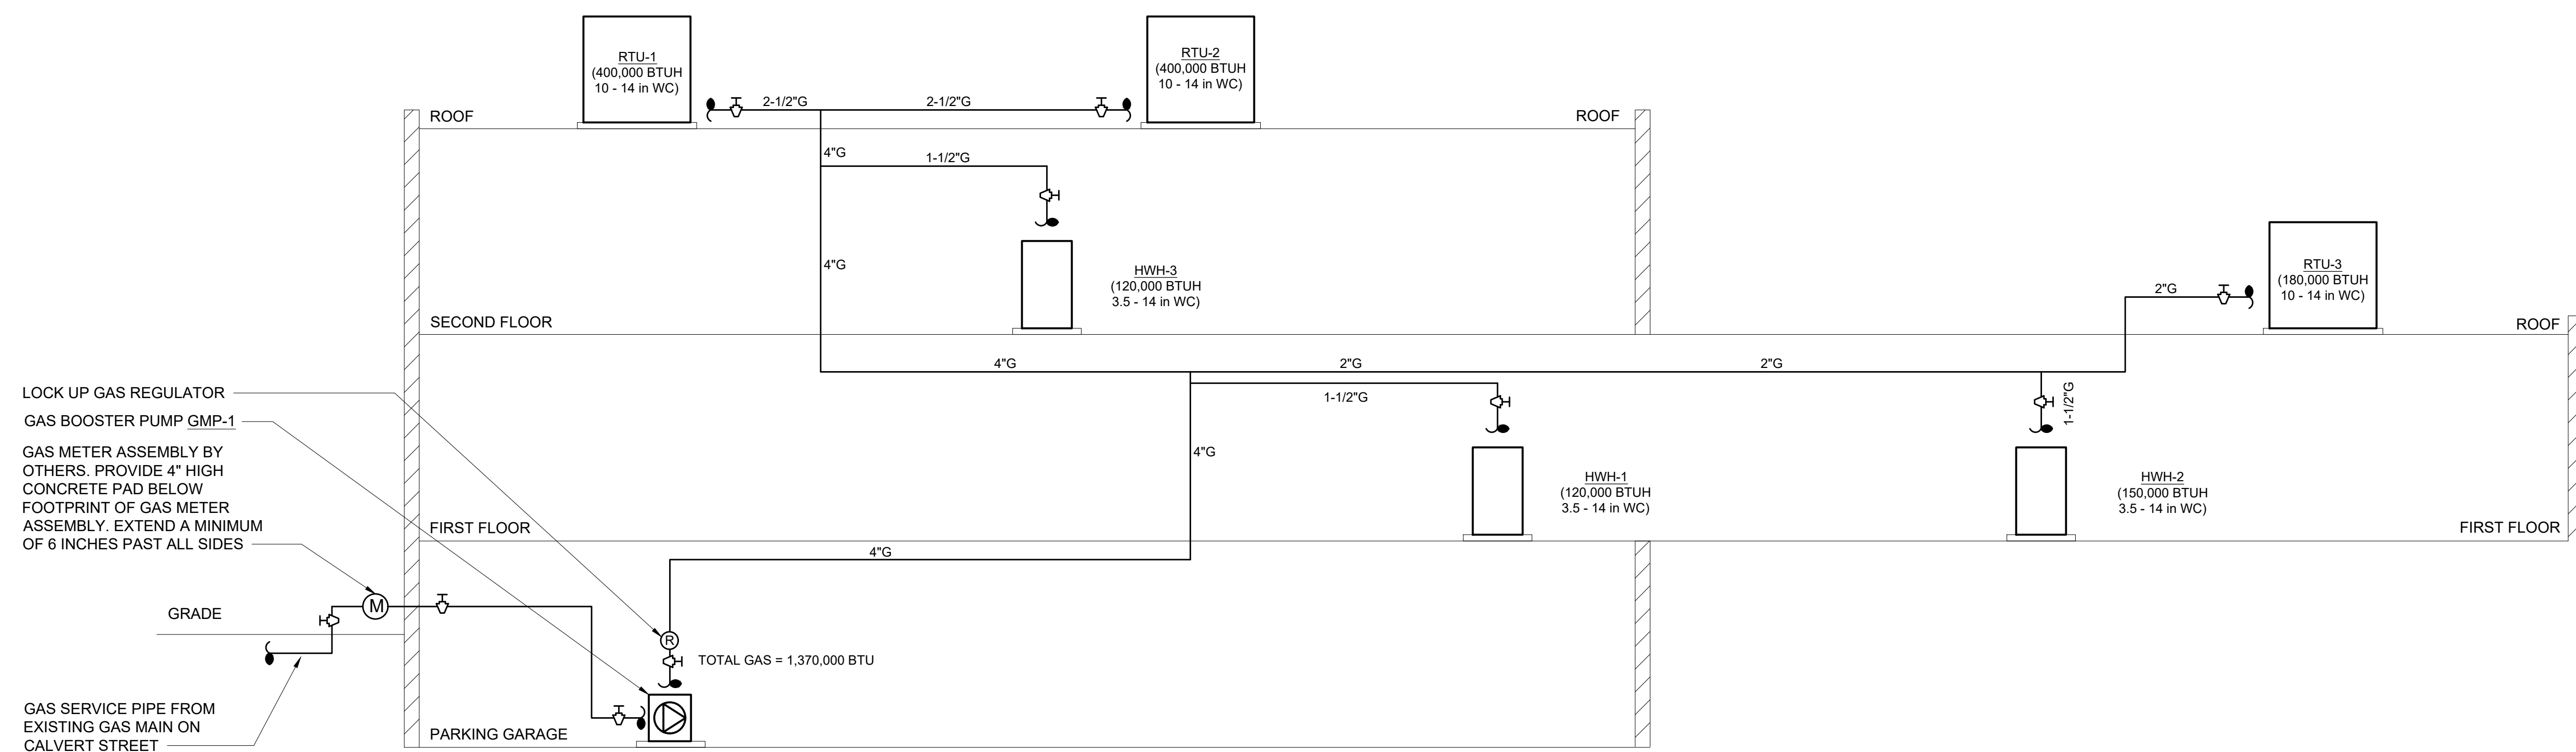 RTU-1
(400,000 BTUH
10 - 14 in WC)
RTU-2
(400,000 BTUH
10 - 14 in WC)
2-1/2"G
2-1/2"G
ROOF
ROOF
4"G
1-1/2"G
4"G
HWH-3
(120,000 BTUH
3.5 - 14 in WC)
RTU-3
(180,000 BTUH
10 - 14 in WC)
2"G
SECOND FLOOR
ROOF
4"G
2"G
2"G
1-1/2"G
1-1/2"G
LOCK UP GAS REGULATOR
GAS BOOSTER PUMP GMP-1
GAS METER ASSEMBLY BY
OTHERS. PROVIDE 4" HIGH
CONCRETE PAD BELOW
FOOTPRINT OF GAS METER
ASSEMBLY. EXTEND A MINIMUM
OF 6 INCHES PAST ALL SIDES
4"G
HWH-1
(120,000 BTUH
3.5 - 14 in WC)
HWH-2
(150,000 BTUH
3.5 - 14 in WC)
FIRST FLOOR
FIRST FLOOR
4"G
M
GRADE
R
TOTAL GAS = 1,370,000 BTU
GAS SERVICE PIPE FROM
EXISTING GAS MAIN ON
CALVERT STREET
PARKING GARAGE